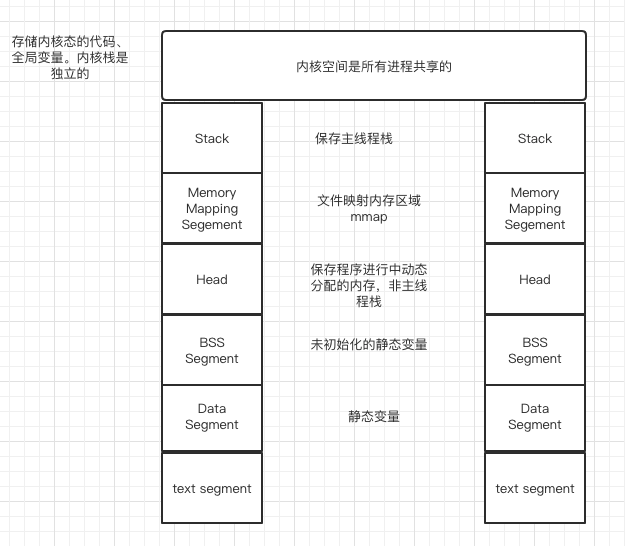 存储内核态的代码、
全局变量。内核栈是
独立的
内核空间是所有进程共享的
Stack
保存主线程栈
Stack
Memory
Mapping
Segement
文件映射内存区域
mmap
Memory
Mapping
Segement
Head
保存程序进行中动态
分配的内存，非主线
程栈
Head
BSS
Segment
未初始化的静态变量
BSS
Segment
Data
Segment
静态变量
Data
Segment
text segment
text segment